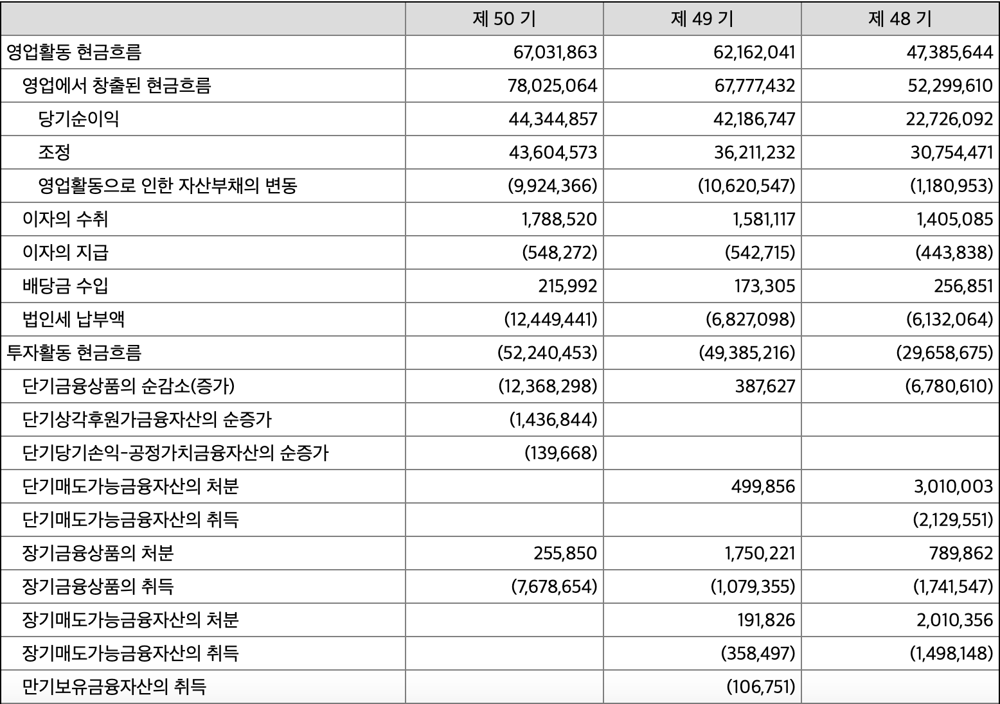 제 50 기 제 49 기 제 48 기
영업활동 현금흐름 67,031,863 62,162,041 47,385,644
영업에서 창출된 현금흐름 78,025,064 67,777,432 52,299,610
당기순이익 44,344,857 42,186,747 22,726,092
조정 43,604,573 36,211,232 30,754,471
영업활동으로 인한 자산부채의 변동 (9,924,366) (10,620,547) (1,180,953)
이자의 수취 1,788,520 1,581,117 1,405,085
이자의 지급 (548,272) (542,715) (443,838)
배당금 수입 215,992 173,305 256,851
법인세 납부액 (12,449,441) (6,827,098) (6,132,064)
투자활동 현금흐름 (52,240,453) (49,385,216) (29,658,675)
단기금융상품의 순감소(증가) (12,368,298) 387,627 (6,780,610)
단기상각후원가금융자산의 순증가 (1,436,844)
단기당기손익-공정가치금융자산의 순증가 (139,668)
단기매도가능금융자산의 처분 499,856 3,010,003
단기매도가능금융자산의 취득 (2,129,551)
장기금융상품의 처분 255,850 1,750,221 789,862
장기금융상품의 취득 (7,678,654) (1,079,355) (1,741,547)
장기매도가능금융자산의 처분 191,826 2,010,356
장기매도가능금융자산의 취득 (358,497) (1,498,148)
만기보유금융자산의 취득 (106,751)